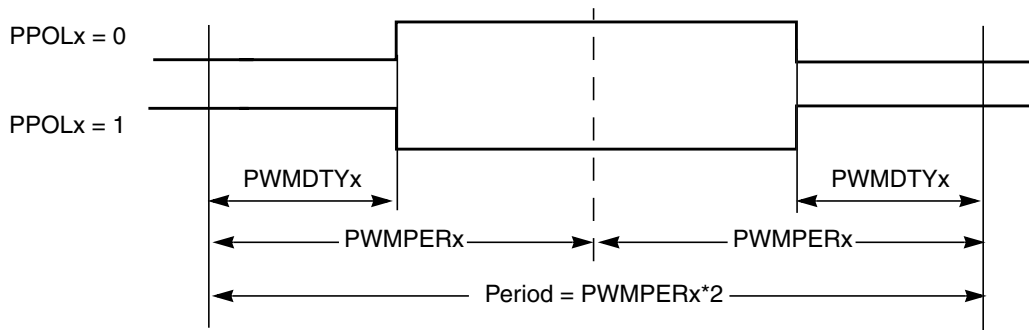 PPOLx = 0
PPOLx = 1
PWMDTYx
PWMDTYx
PWMPERx
PWMPERx
Period = PWMPERx*2